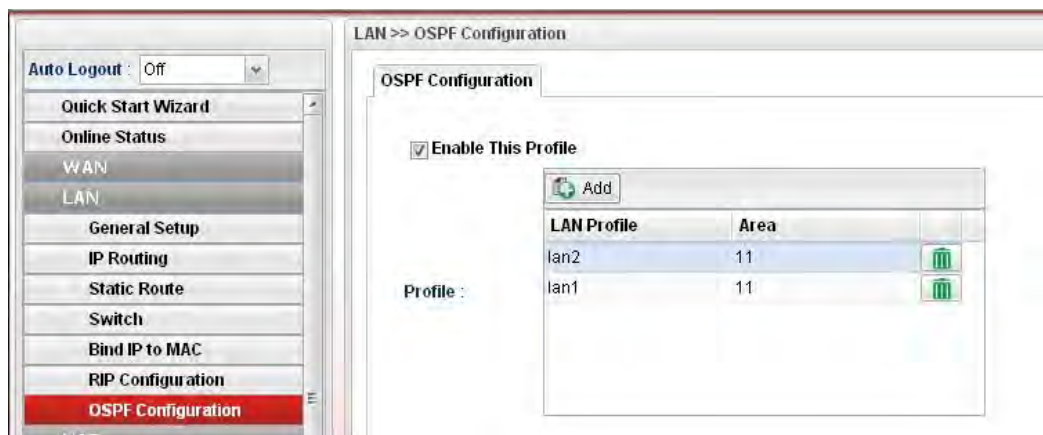 LAN >> OSPF Configuration
Auto Logout : Off
Quick Start Wizard
Online Status
WAN
LAN
General Setup
IP Routing
Static Route
Switch
Bind IP to MAC
RIP Configuration
OSPF Configuration
OSPF Configuration
Enable This Profile
Profile :
Add
LAN Profile Area
lan2 11
lan1 11